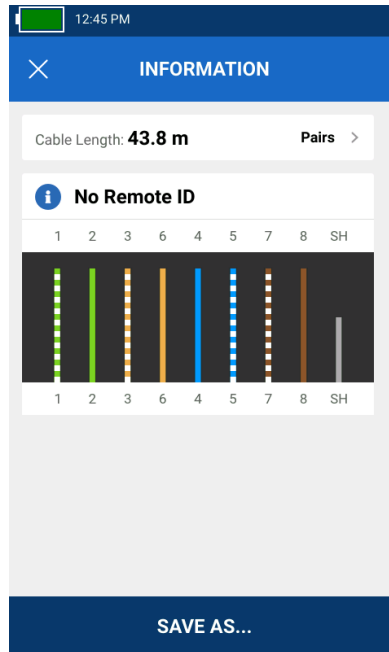 12:45 PM
INFORMATION
Cable Length: 43.8 m Pairs
No Remote ID
1 2 3 6 4 5 7 8 SH
1 2 3 6 4 5 7 8 SH
SAVE AS...